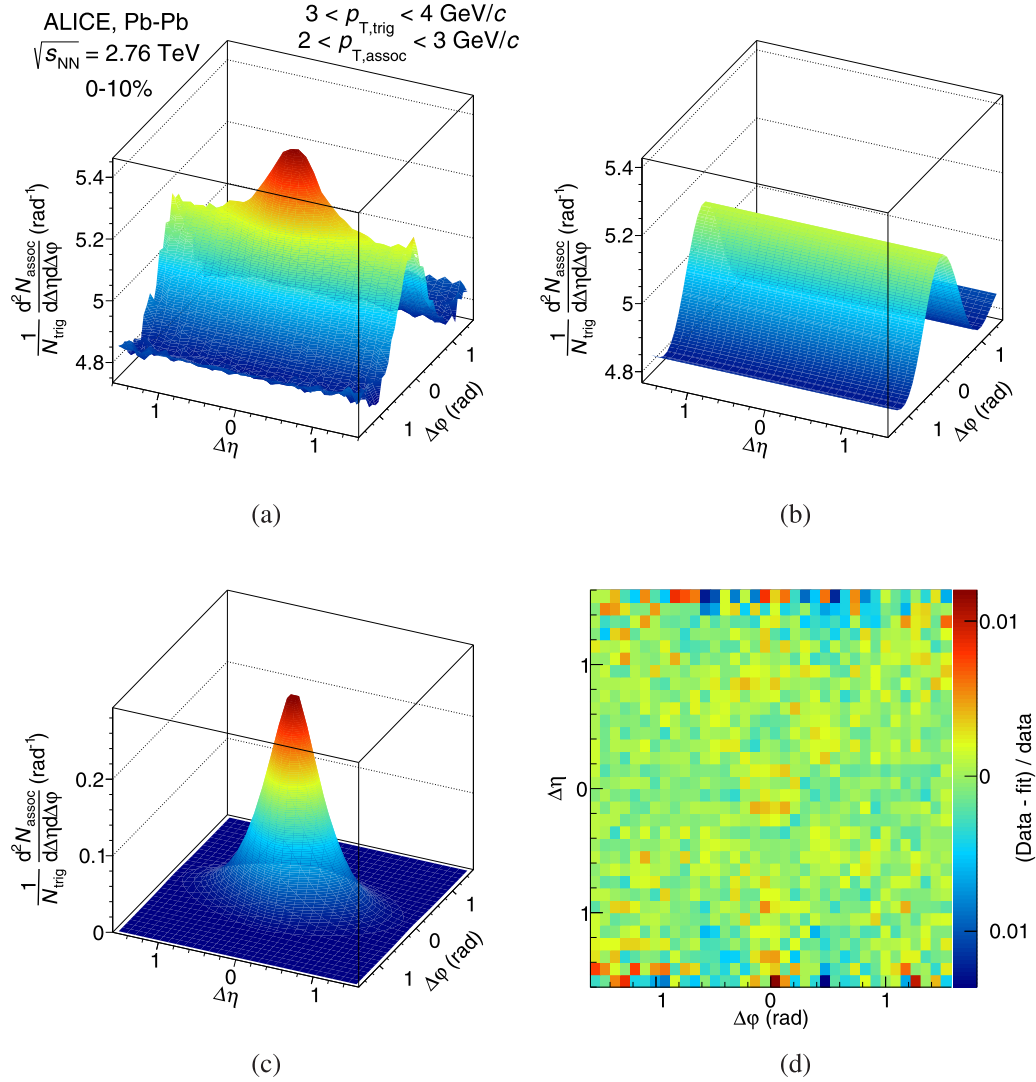 ALICE, Pb-Pb
√sNN = 2.76 TeV
0-10%
3 < pT,trig < 4 GeV/c
2 < pT,assoc < 3 GeV/c
5.4
5.2
5
4.8
1/Ntrig d²Nassoc/dΔηdΔφ (rad⁻¹)
1
0
1
Δη
1
0
1
Δφ (rad)
(a)
5.4
5.2
5
4.8
1/Ntrig d²Nassoc/dΔηdΔφ (rad⁻¹)
1
0
1
Δη
1
0
1
Δφ (rad)
(b)
0.2
0.1
0
1/Ntrig d²Nassoc/dΔηdΔφ (rad⁻¹)
1
0
1
Δη
1
0
1
Δφ (rad)
(c)
1
0
1
Δη
1
0
1
Δφ (rad)
0.01
0
0.01
(Data - fit) / data
(d)